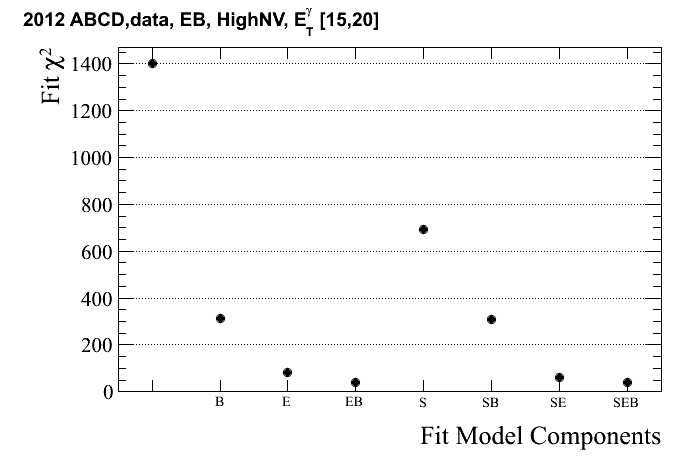 2012 ABCD,data, EB, HighNV, E_T^γ [15,20]
Fit χ²
1400
1200
1000
800
600
400
200
0
B E EB S SB SE SEB
Fit Model Components